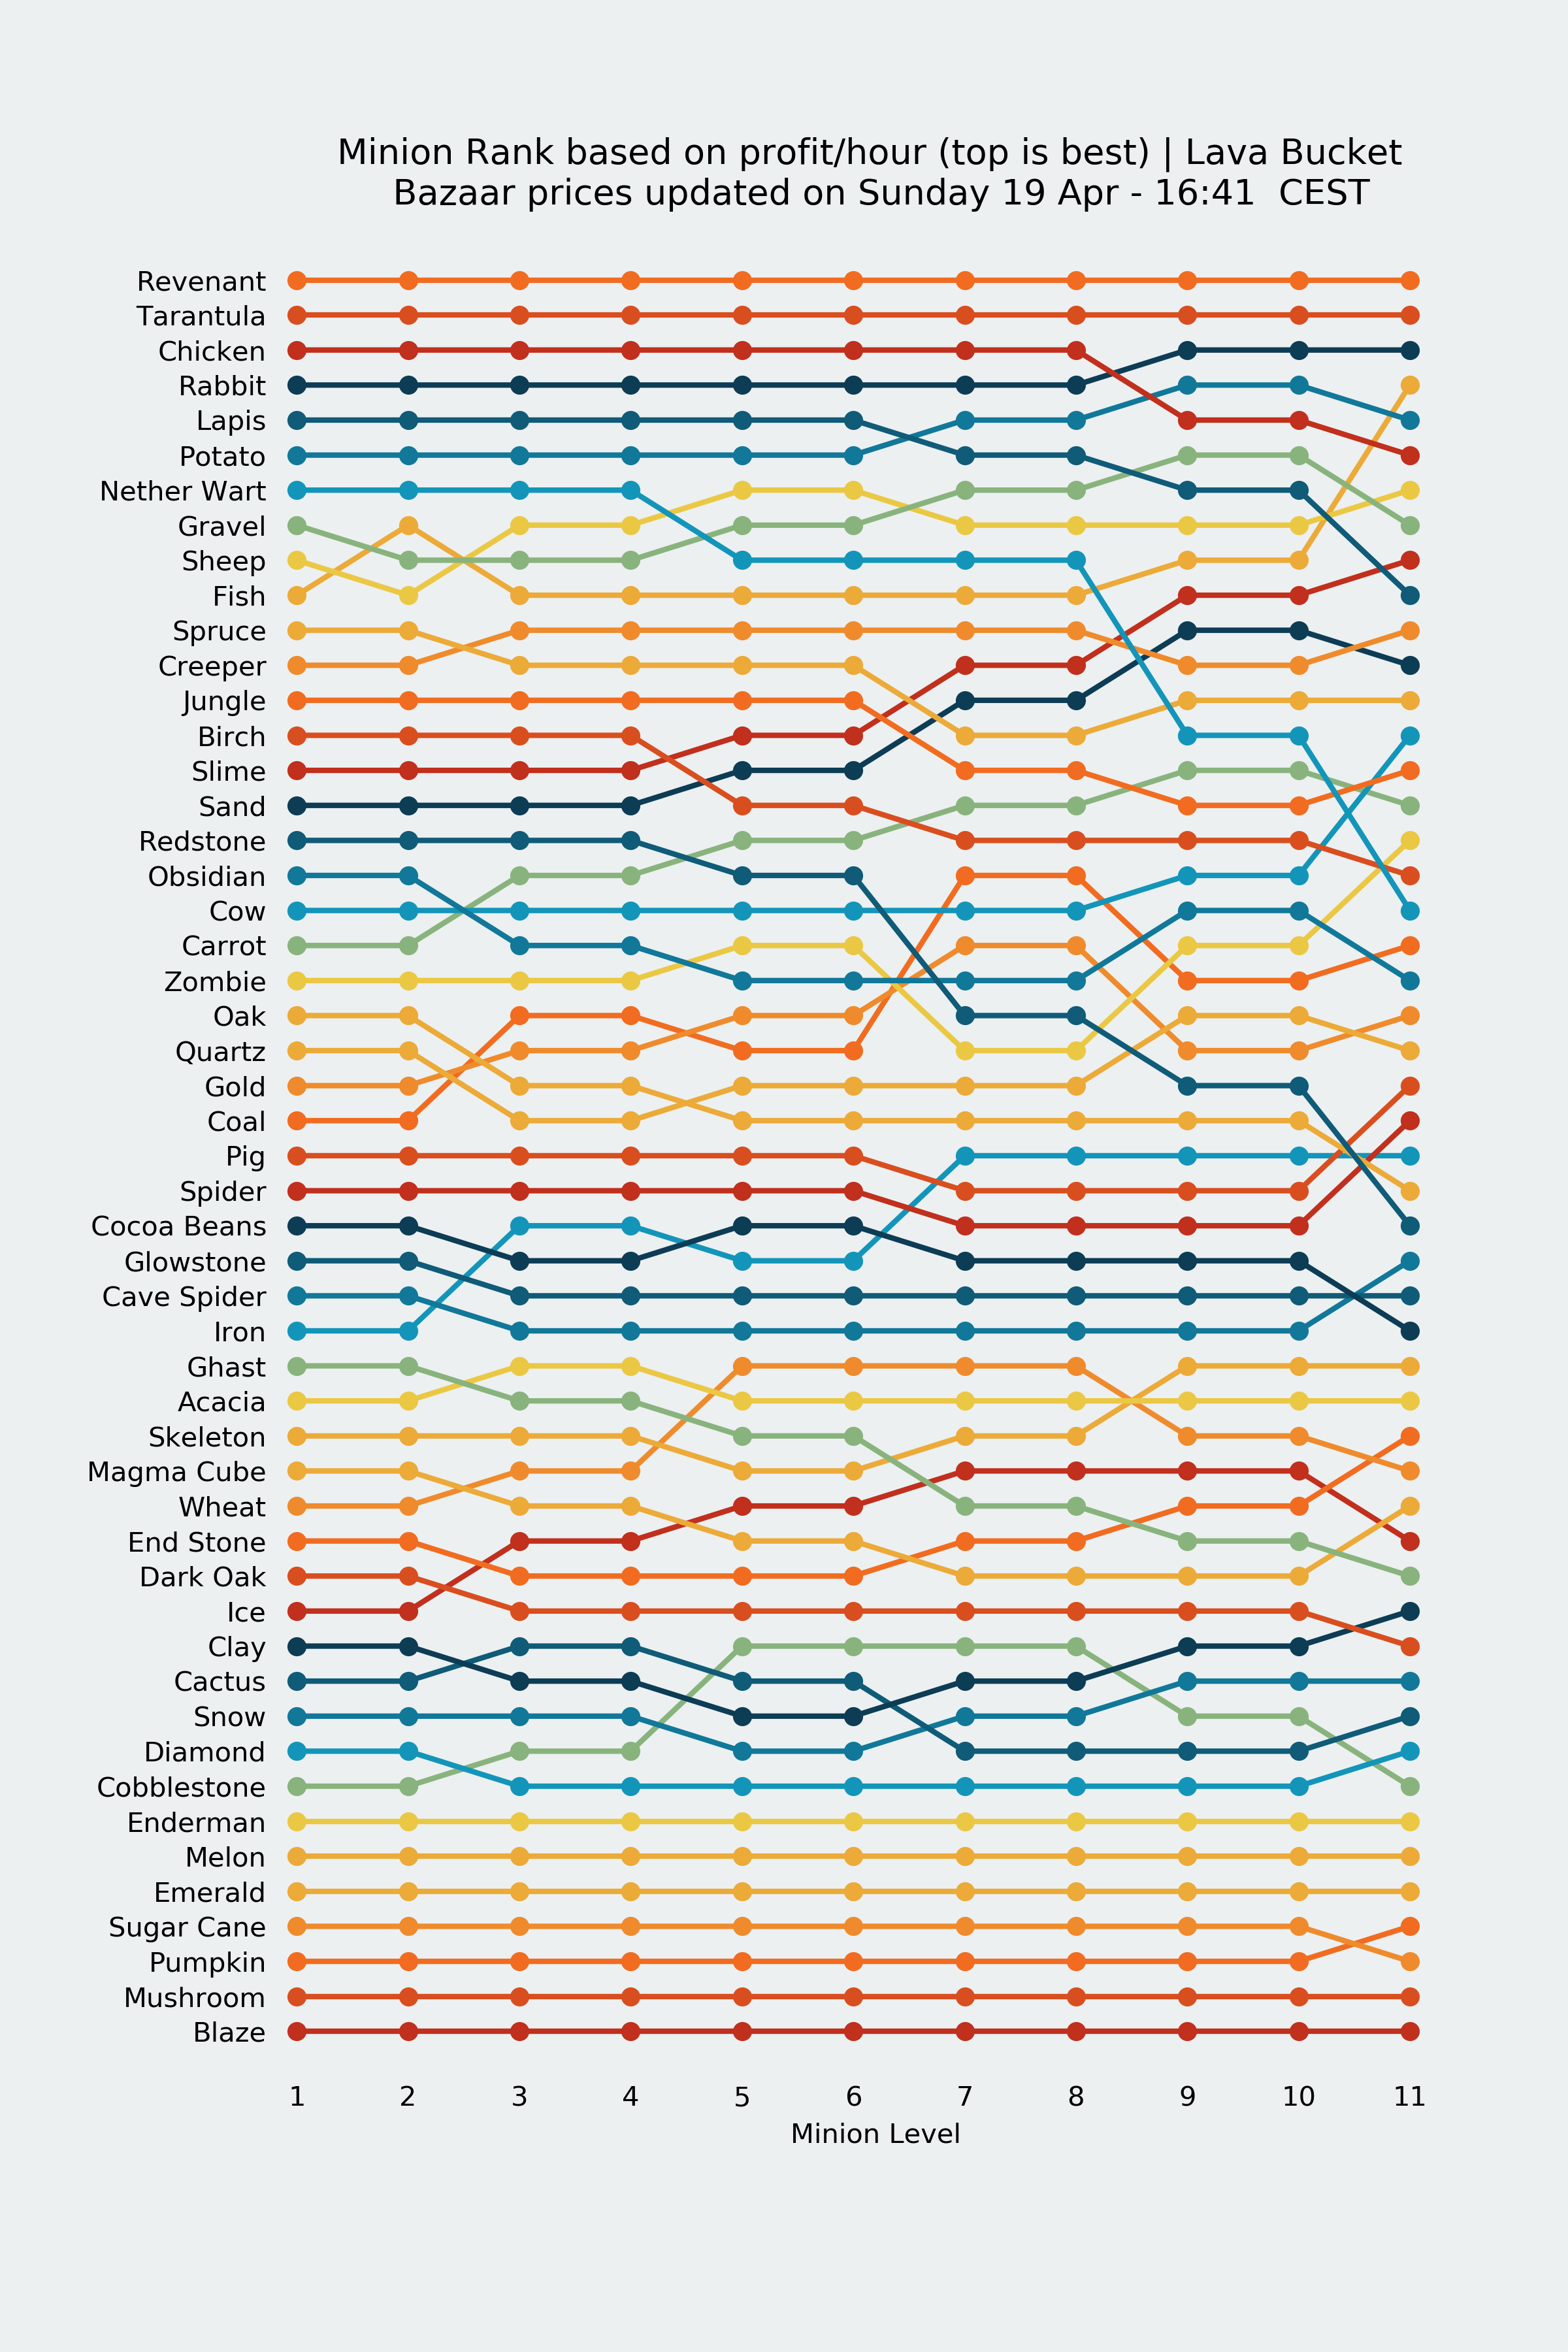 Minion Rank based on profit/hour (top is best) | Lava Bucket
Bazaar prices updated on Sunday 19 Apr - 16:41  CEST
Revenant
Tarantula
Chicken
Rabbit
Lapis
Potato
Nether Wart
Gravel
Sheep
Fish
Spruce
Creeper
Jungle
Birch
Slime
Sand
Redstone
Obsidian
Cow
Carrot
Zombie
Oak
Quartz
Gold
Coal
Pig
Spider
Cocoa Beans
Glowstone
Cave Spider
Iron
Ghast
Acacia
Skeleton
Magma Cube
Wheat
End Stone
Dark Oak
Ice
Clay
Cactus
Snow
Diamond
Cobblestone
Enderman
Melon
Emerald
Sugar Cane
Pumpkin
Mushroom
Blaze
1 2 3 4 5 6 7 8 9 10 11
Minion Level